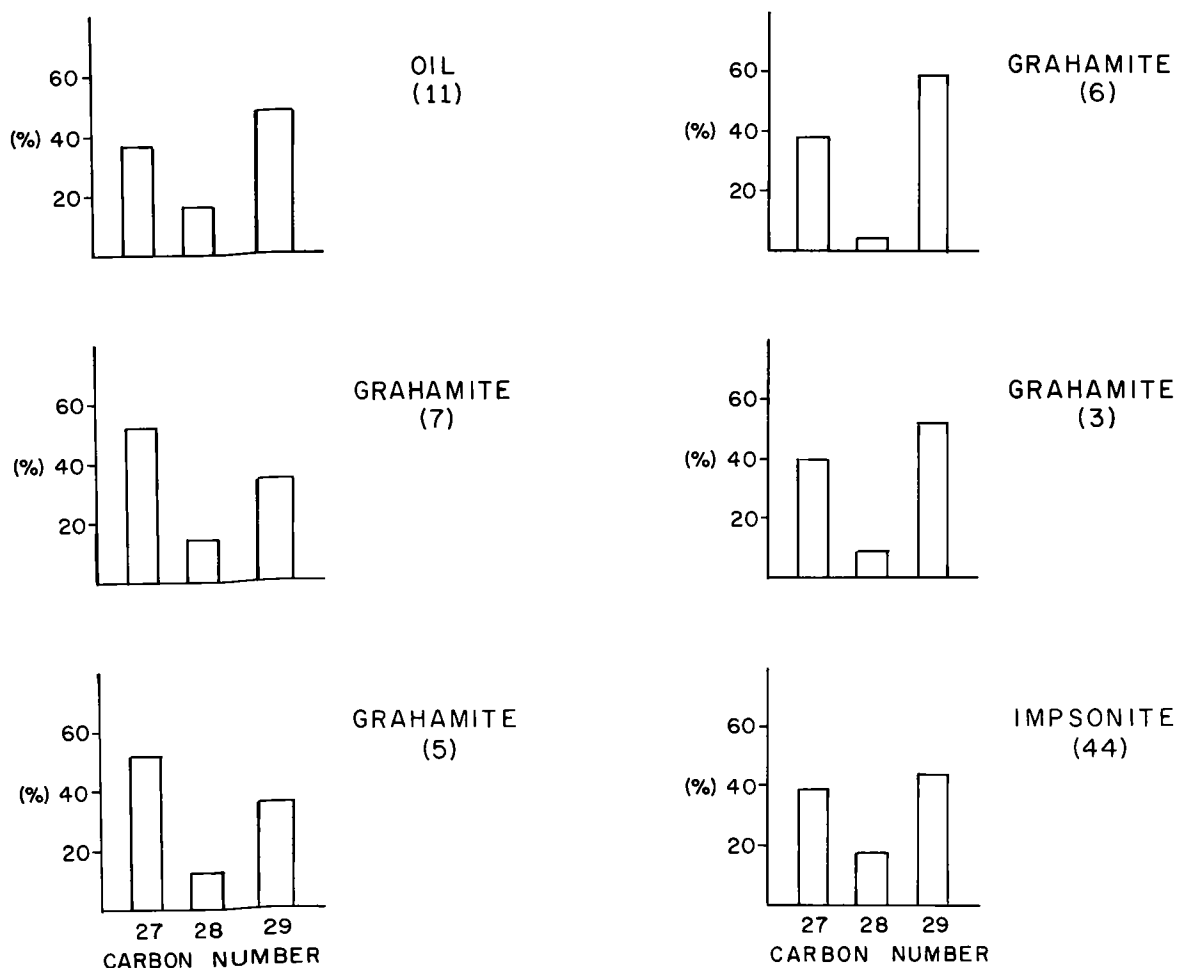 OIL
(11)
60
(%) 40
20
GRAHAMITE
(6)
60
(%) 40
20
GRAHAMITE
(7)
60
(%) 40
20
GRAHAMITE
(3)
60
(%) 40
20
GRAHAMITE
(5)
60
(%) 40
20
27 28 29
CARBON NUMBER
IMPSONITE
(44)
60
(%) 40
20
27 28 29
CARBON NUMBER